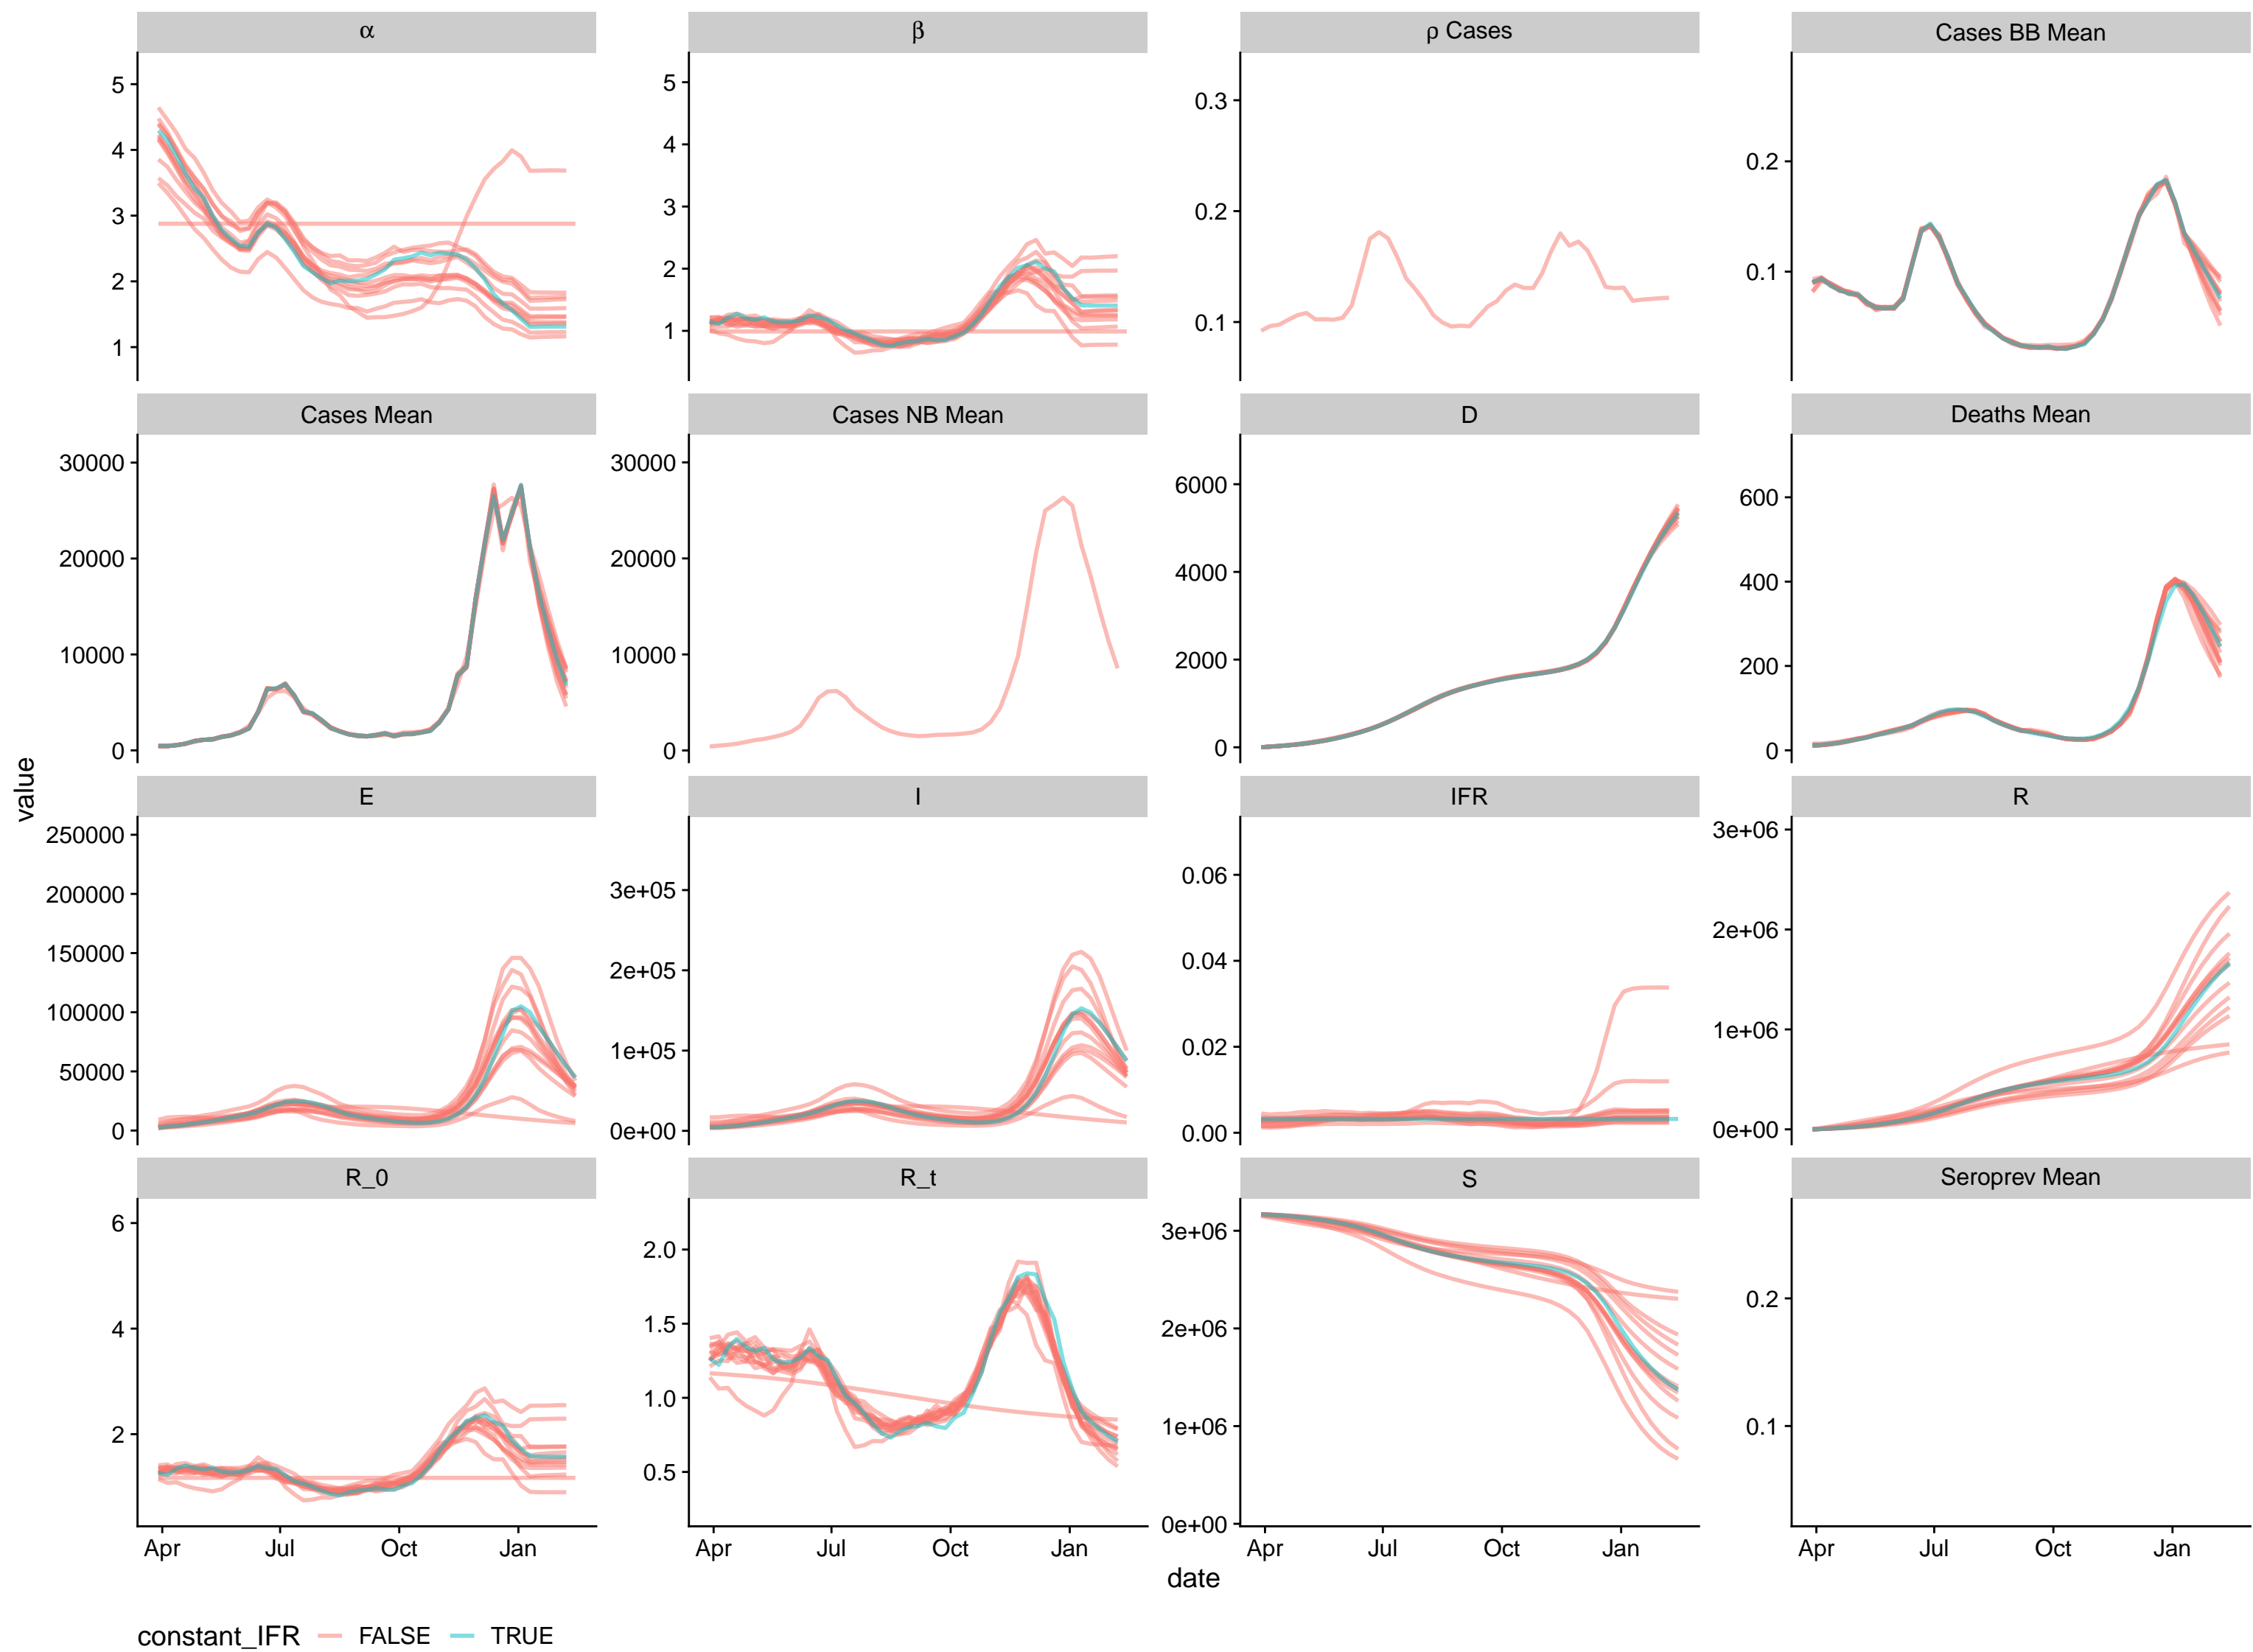 α
β
ρ Cases
Cases BB Mean
5
4
3
2
1
5
4
3
2
1
0.3
0.2
0.1
0.2
0.1
Cases Mean
Cases NB Mean
D
Deaths Mean
30000
20000
10000
0
30000
20000
10000
0
6000
4000
2000
0
600
400
200
0
value
E
I
IFR
R
250000
200000
150000
100000
50000
0
3e+05
2e+05
1e+05
0e+00
0.06
0.04
0.02
0.00
3e+06
2e+06
1e+06
0e+00
R_0
R_t
S
Seroprev Mean
6
4
2
2.0
1.5
1.0
0.5
3e+06
2e+06
1e+06
0e+00
0.2
0.1
Apr Jul Oct Jan
Apr Jul Oct Jan
Apr Jul Oct Jan
Apr Jul Oct Jan
date
constant_IFR FALSE TRUE